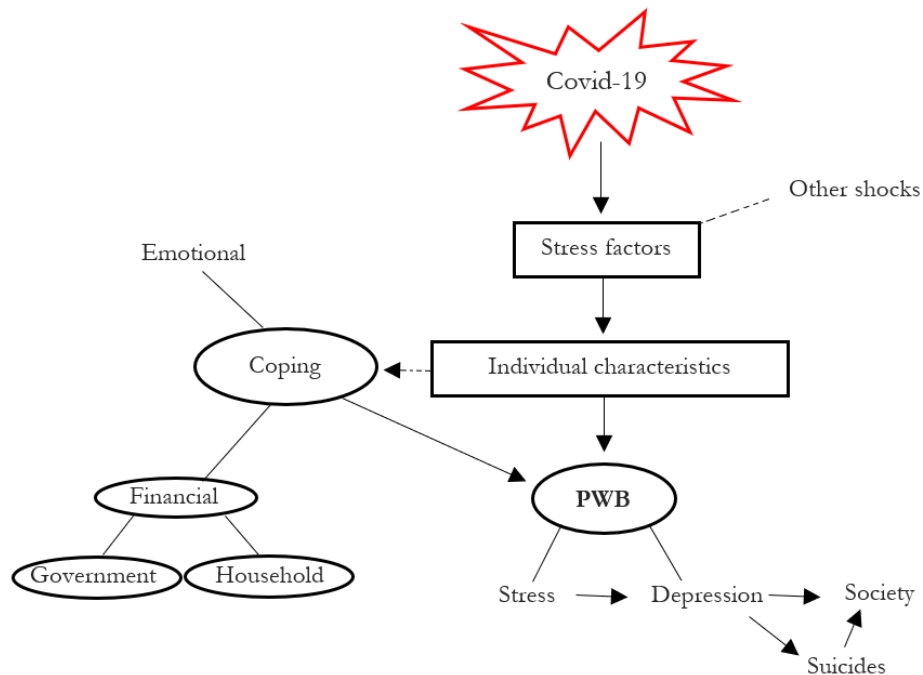 Covid-19
Other shocks
Stress factors
Emotional
Coping
Individual characteristics
Financial
PWB
Government
Household
Stress
Depression
Society
Suicides